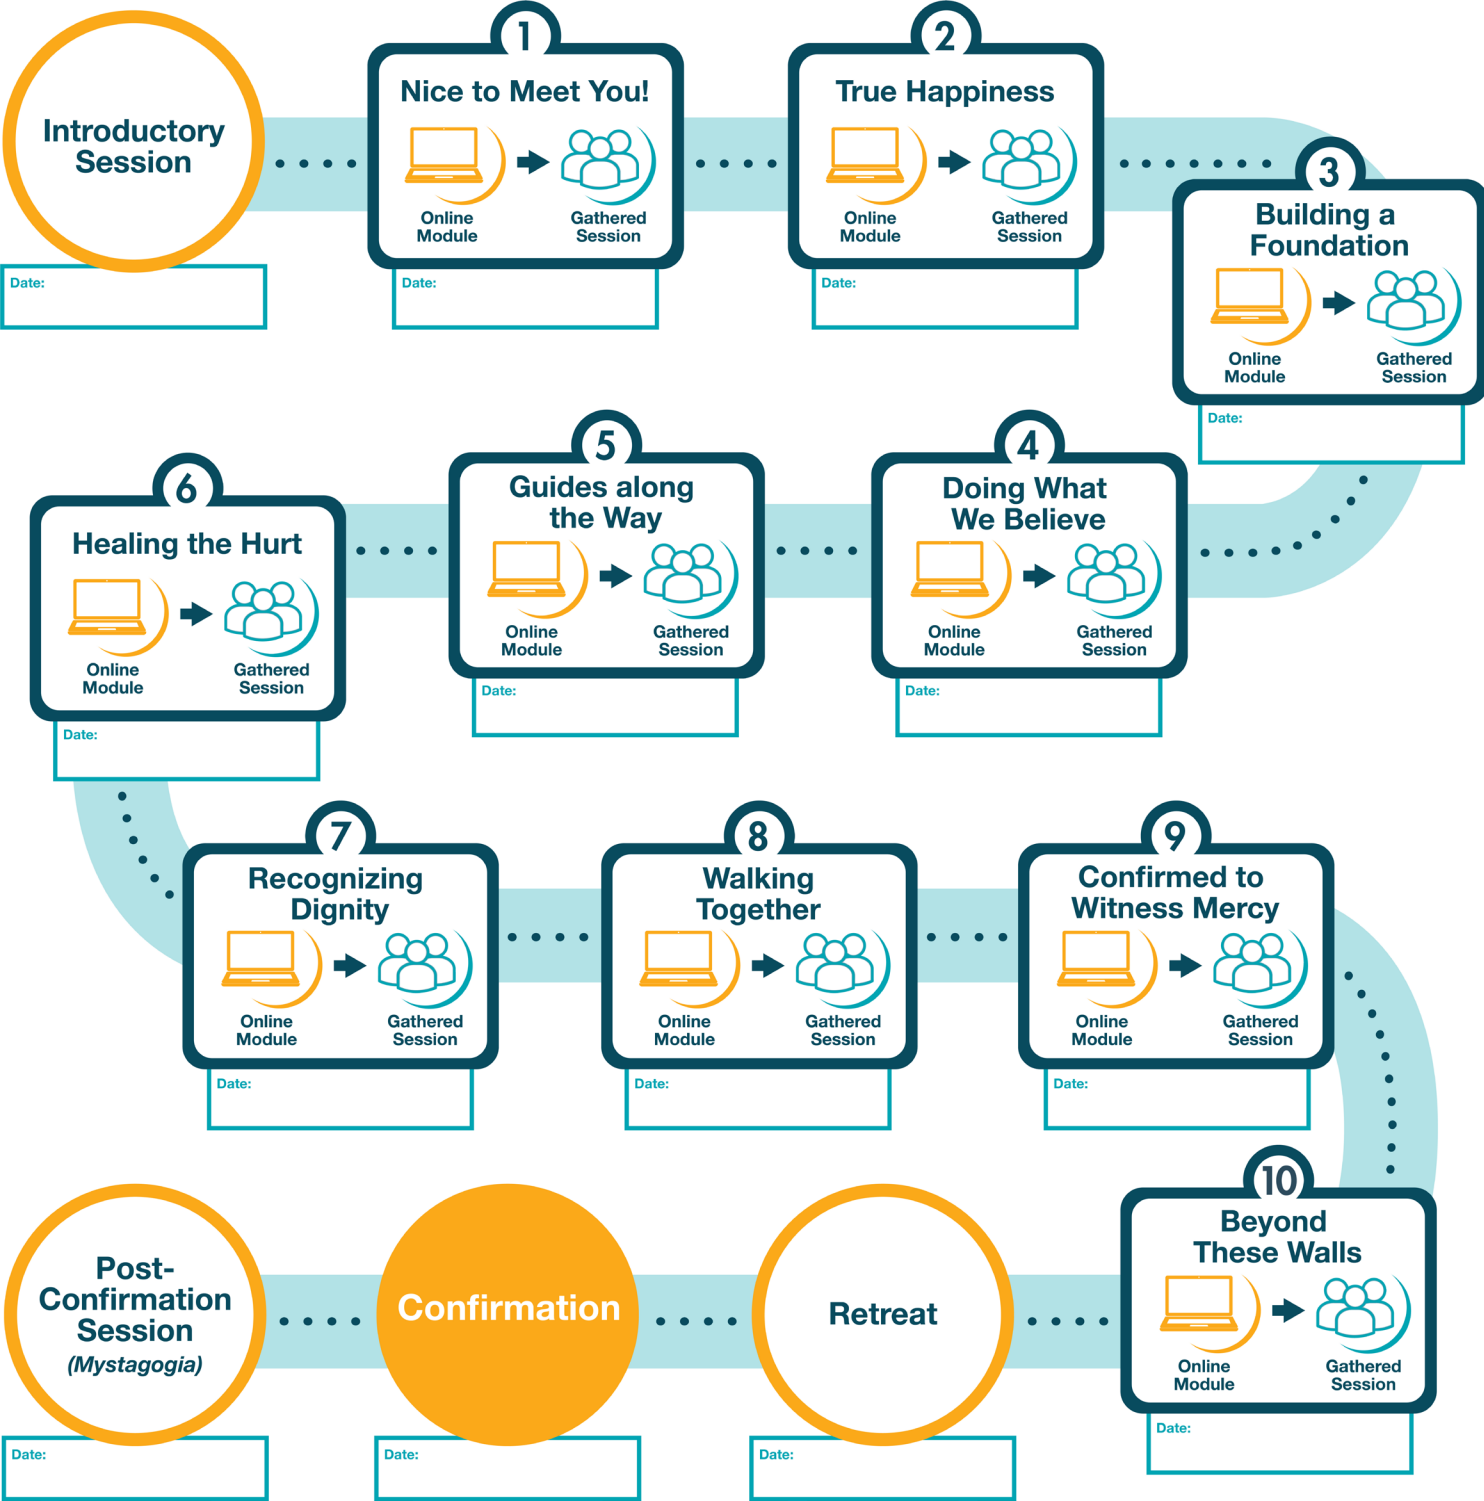 Introductory
Session
Date:
1
Nice to Meet You!
Online
Module
Gathered
Session
Date:
2
True Happiness
Online
Module
Gathered
Session
Date:
3
Building a
Foundation
Online
Module
Gathered
Session
Date:
4
Doing What
We Believe
Online
Module
Gathered
Session
Date:
5
Guides along
the Way
Online
Module
Gathered
Session
Date:
6
Healing the Hurt
Online
Module
Gathered
Session
Date:
7
Recognizing
Dignity
Online
Module
Gathered
Session
Date:
8
Walking
Together
Online
Module
Gathered
Session
Date:
9
Confirmed to
Witness Mercy
Online
Module
Gathered
Session
Date:
10
Beyond
These Walls
Online
Module
Gathered
Session
Date:
Retreat
Date:
Confirmation
Date:
Post-
Confirmation
Session
(Mystagogia)
Date: